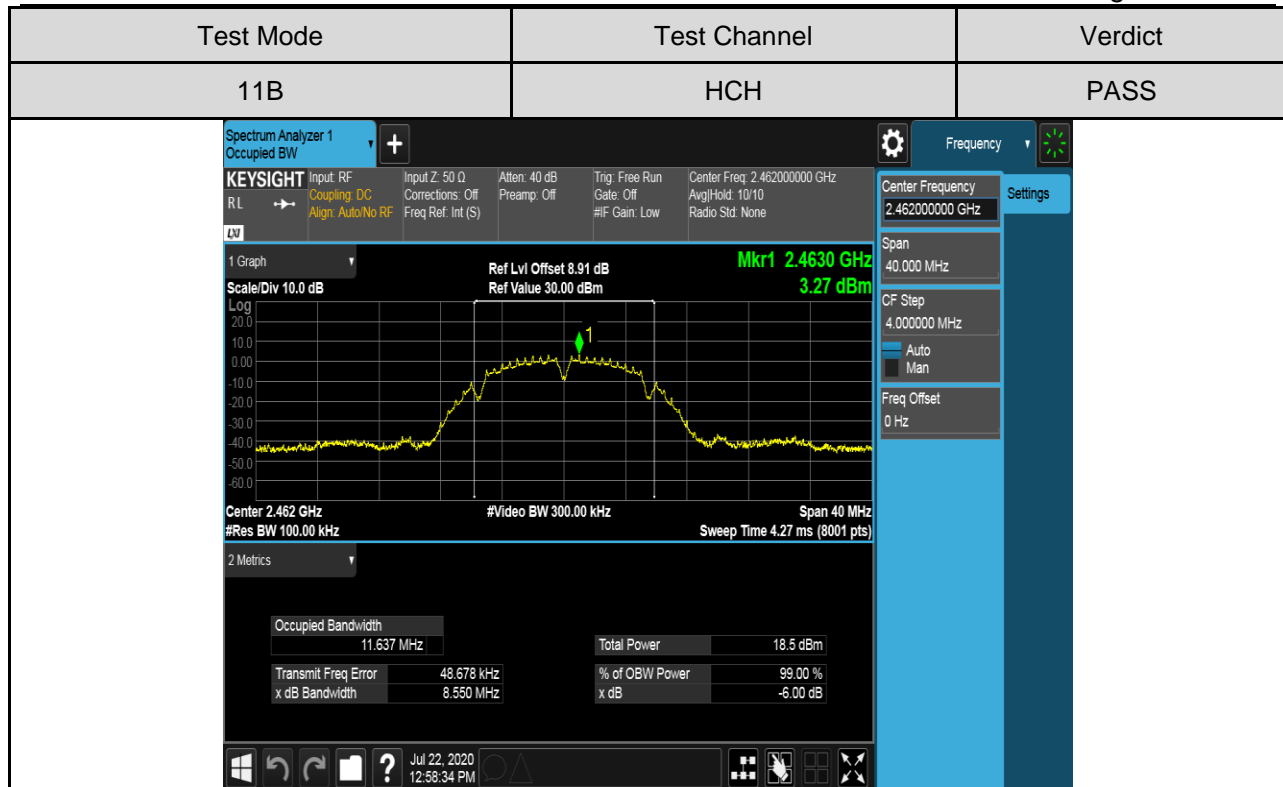 Test Mode Test Channel Verdict
11B HCH PASS
Spectrum Analyzer 1
Occupied BW
+
Frequency
KEYSIGHT Input: RF Input Z: 50 Ω Atten: 40 dB Trig: Free Run Center Freq: 2.462000000 GHz
RL Coupling: DC Corrections: Off Preamp: Off Gate: Off Avg|Hold: 10/10
Align: Auto/No RF Freq Ref: Int (S) #IF Gain: Low Radio Std: None
LXI
Center Frequency
2.462000000 GHz
Settings
Span
40.000 MHz
CF Step
4.000000 MHz
Auto
Man
Freq Offset
0 Hz
1 Graph
Ref Lvl Offset 8.91 dB
Mkr1 2.4630 GHz
Scale/Div 10.0 dB
Ref Value 30.00 dBm
3.27 dBm
Log
20.0
10.0
0.00
-10.0
-20.0
-30.0
-40.0
-50.0
-60.0
1
Center 2.462 GHz #Video BW 300.00 kHz Span 40 MHz
#Res BW 100.00 kHz Sweep Time 4.27 ms (8001 pts)
2 Metrics
Occupied Bandwidth
11.637 MHz
Total Power 18.5 dBm
Transmit Freq Error 48.678 kHz
% of OBW Power 99.00 %
x dB Bandwidth 8.550 MHz
x dB -6.00 dB
?
Jul 22, 2020
12:58:34 PM